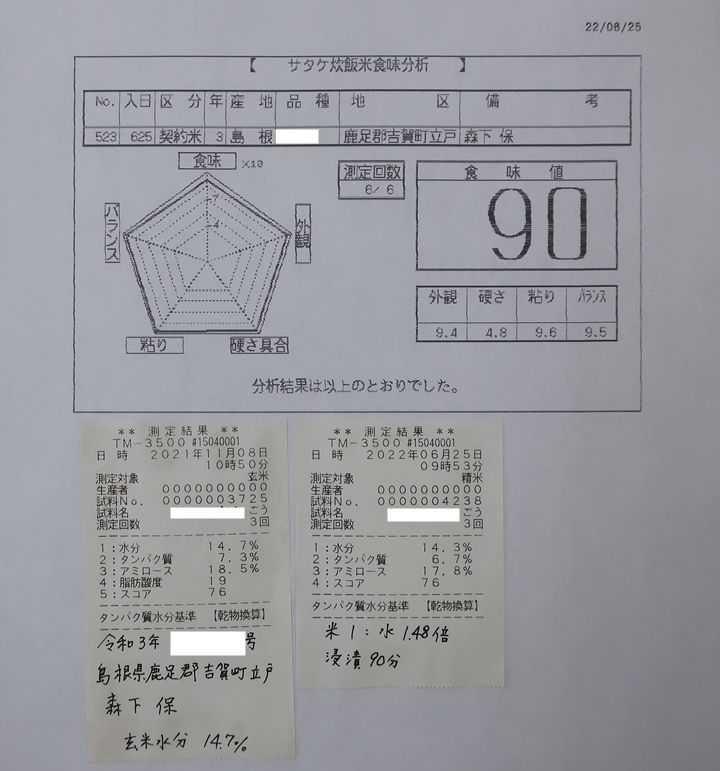 22/06/25
【 サタケ炊飯米食味分析 】
No. 入日 区分 年 産地 品種 地区 備考
523 625 契約米 3 島根 鹿足郡吉賀町立戸 森下 保
食味 X10
7
4
バランス
外観
粘り
硬さ具合
測定回数
6/ 6
食味値
90
外観 硬さ 粘り バランス
9.4 4.8 9.6 9.5
分析結果は以上のとおりでした。
** 測定結果 **
TM-3500 #15040001
日 時 2021年11月08日
10時50分
測定対象 玄米
生産者 0000000000
試料No. 0000003725
試料名 ごう
測定回数 3回
1:水分 14.7%
2:タンパク質 7.3%
3:アミロース 18.5%
4:脂肪酸度 19
5:スコア 76
タンパク質水分基準 【乾物換算】
令和3年 号
島根県鹿足郡吉賀町立戸
森下 保
玄米水分 14.7%
** 測定結果 **
TM-3500 #15040001
日 時 2022年06月25日
09時53分
測定対象 精米
生産者 0000000000
試料No. 0000004238
試料名 ごう
測定回数 3回
1:水分 14.3%
2:タンパク質 6.7%
3:アミロース 17.8%
4:スコア 76
タンパク質水分基準 【乾物換算】
米1:水1.48倍
浸漬90分